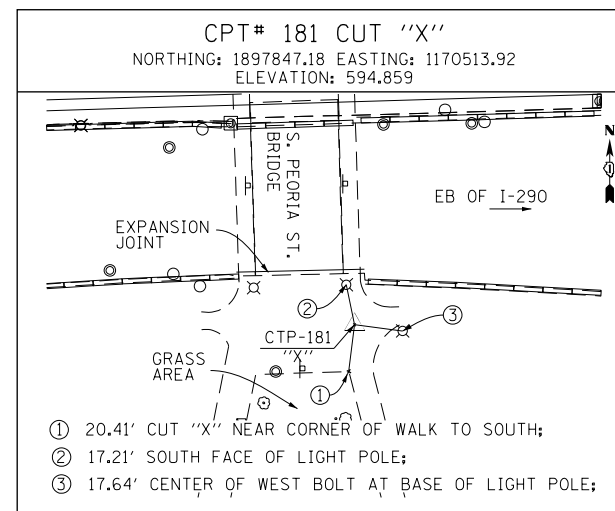 CPT# 181 CUT "X"
NORTHING: 1897847.18 EASTING: 1170513.92
ELEVATION: 594.859
N
S. PEORIA ST.
BRIDGE
EB OF I-290
EXPANSION
JOINT
2
3
CTP-181
"X"
GRASS
AREA
1
1 20.41' CUT "X" NEAR CORNER OF WALK TO SOUTH;
2 17.21' SOUTH FACE OF LIGHT POLE;
3 17.64' CENTER OF WEST BOLT AT BASE OF LIGHT POLE;